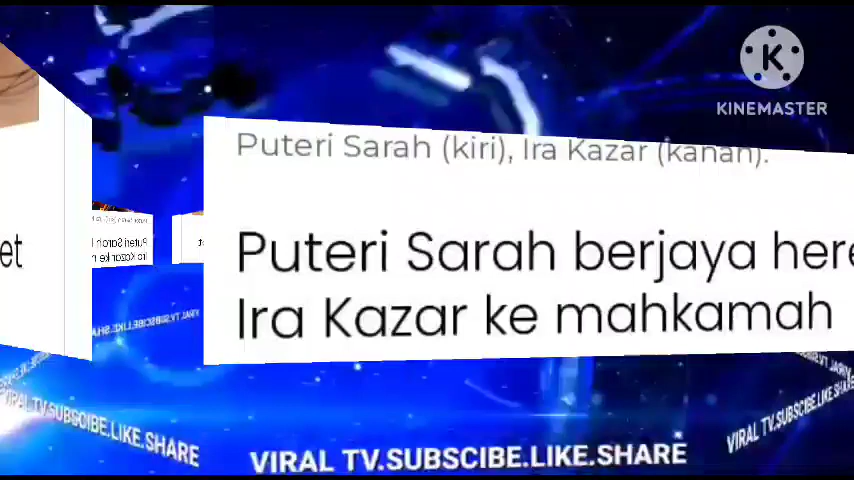 KINEMASTER
Puteri Sarah (kiri), Ira Kazar (kanan).
Puteri Sarah berjaya
Ira Kazar ke mahkamah
VIRAL TV.SUBSCIBE.LIKE.SHARE
VIRAL TV.SUBSCIBE.LIKE.SHARE
VIRAL TV.SUBSCIBE.LIKE.SHARE